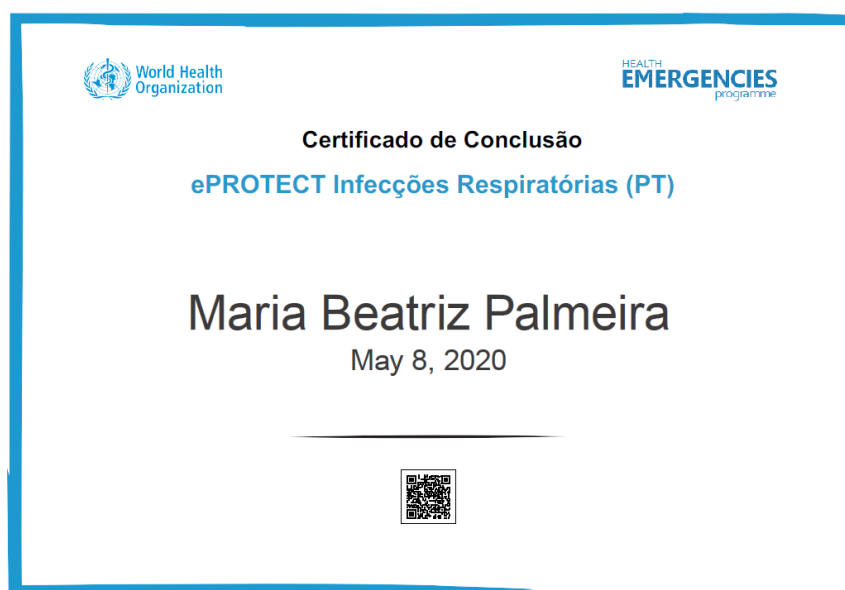 World Health
Organization
HEALTH
EMERGENCIES
programme
Certificado de Conclusão
ePROTECT Infecções Respiratórias (PT)
Maria Beatriz Palmeira
May 8, 2020